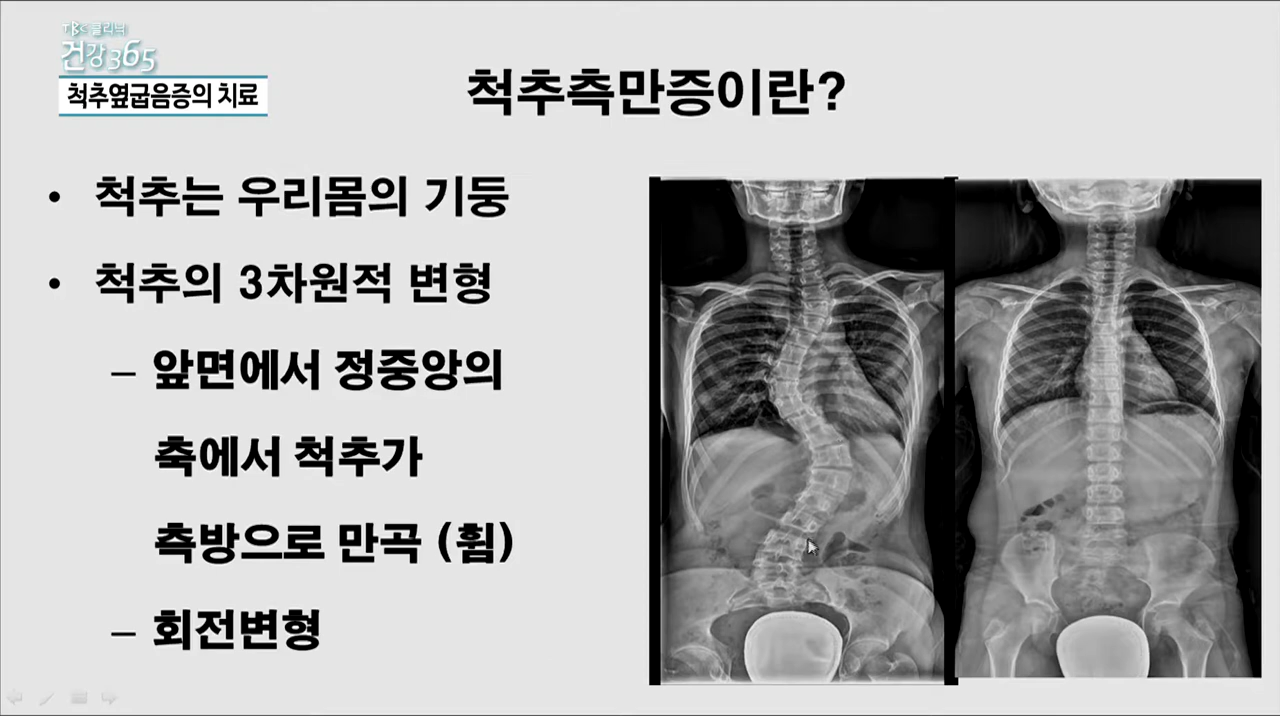 TBC 클리닉
건강365
척추옆굽음증의 치료
척추측만증이란?
• 척추는 우리몸의 기둥
• 척추의 3차원적 변형
– 앞면에서 정중앙의
축에서 척추가
측방으로 만곡 (휨)
– 회전변형